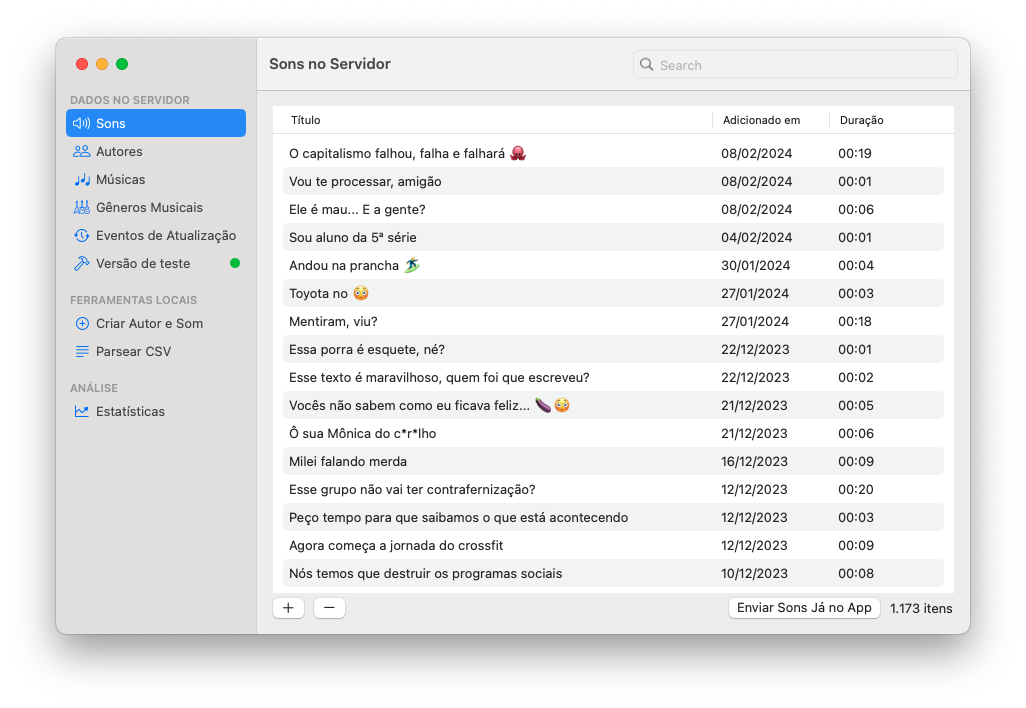 Sons no Servidor
Search
DADOS NO SERVIDOR
Sons
Autores
Músicas
Gêneros Musicais
Eventos de Atualização
Versão de teste
FERRAMENTAS LOCAIS
Criar Autor e Som
Parsear CSV
ANÁLISE
Estatísticas
Título Adicionado em Duração
O capitalismo falhou, falha e falhará 🐙 08/02/2024 00:19
Vou te processar, amigão 08/02/2024 00:01
Ele é mau... E a gente? 08/02/2024 00:06
Sou aluno da 5ª série 04/02/2024 00:01
Andou na prancha 🏄‍♂️ 30/01/2024 00:04
Toyota no 😳 27/01/2024 00:03
Mentiram, viu? 27/01/2024 00:18
Essa porra é esquete, né? 22/12/2023 00:01
Esse texto é maravilhoso, quem foi que escreveu? 22/12/2023 00:02
Vocês não sabem como eu ficava feliz... 🍆😳 21/12/2023 00:05
Ô sua Mônica do c*r*lho 21/12/2023 00:06
Milei falando merda 16/12/2023 00:09
Esse grupo não vai ter contrafernização? 12/12/2023 00:20
Peço tempo para que saibamos o que está acontecendo 12/12/2023 00:03
Agora começa a jornada do crossfit 12/12/2023 00:09
Nós temos que destruir os programas sociais 10/12/2023 00:08
+ − Enviar Sons Já no App 1.173 itens